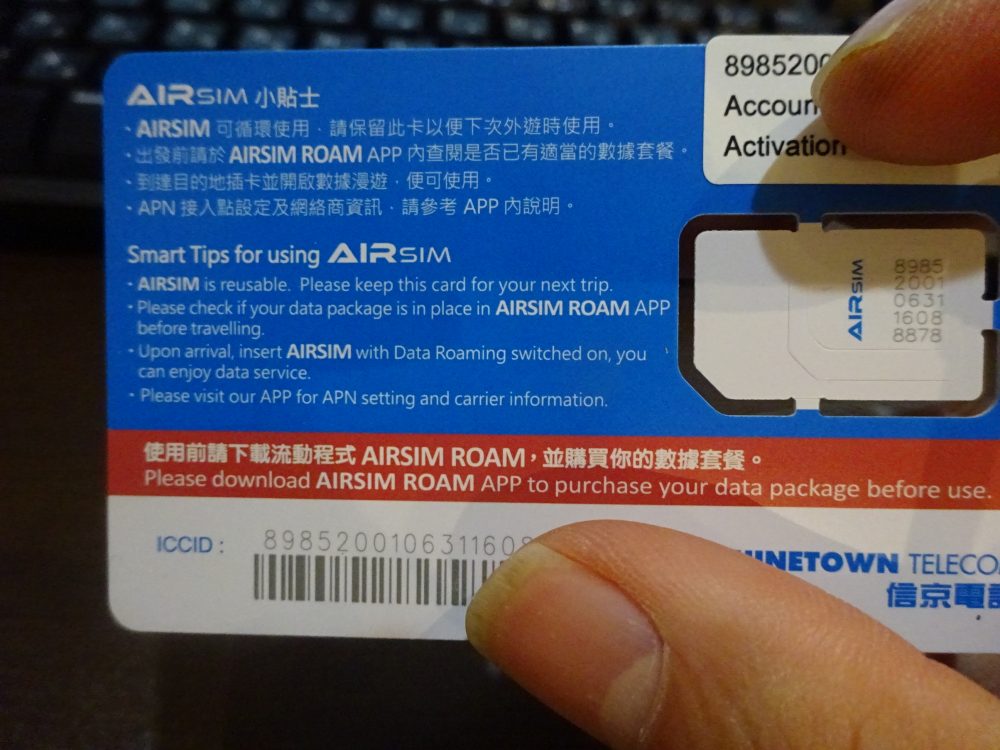 AIRSIM 小貼士
· AIRSIM 可循環使用，請保留此卡以便下次外遊時使用。
· 出發前請於 AIRSIM ROAM APP 內查閱是否已有適當的數據套餐。
· 到達目的地插卡並開啟數據漫遊，便可使用。
· APN 接入點設定及網絡商資訊，請參考 APP 內說明。
Smart Tips for using AIRSIM
· AIRSIM is reusable. Please keep this card for your next trip.
· Please check if your data package is in place in AIRSIM ROAM APP
before travelling.
· Upon arrival, insert AIRSIM with Data Roaming switched on, you
can enjoy data service.
· Please visit our APP for APN setting and carrier information.
898520
Accoun
Activation
AIRSIM
8985
2001
0631
1608
8878
使用前請下載流動程式 AIRSIM ROAM，並購買你的數據套餐。
Please download AIRSIM ROAM APP to purchase your data package before use.
ICCID : 898520010631160
INETOWN TELECO
信京電